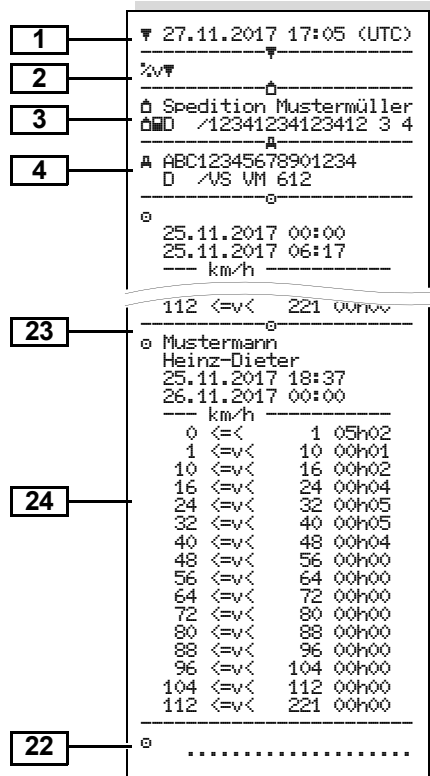 1 ▼ 27.11.2017 17:05 (UTC)
2 %v▼
Spedition Mustermüller
3 D /12341234123412 3 4
4 A ABC12345678901234
D /VS VM 612
25.11.2017 00:00
25.11.2017 06:17
--- km/h ---
112 <=v< 221 00h00
23 Mustermann
Heinz-Dieter
25.11.2017 18:37
26.11.2017 00:00
--- km/h ---
0 <=< 1 05h02
1 <=v< 10 00h01
10 <=v< 16 00h02
16 <=v< 24 00h04
24 24 <=v< 32 00h05
32 <=v< 40 00h05
40 <=v< 48 00h04
48 <=v< 56 00h00
56 <=v< 64 00h00
64 <=v< 72 00h00
72 <=v< 80 00h00
80 <=v< 88 00h00
88 <=v< 96 00h00
96 <=v< 104 00h00
104 <=v< 112 00h00
112 <=v< 221 00h00
22 ....................